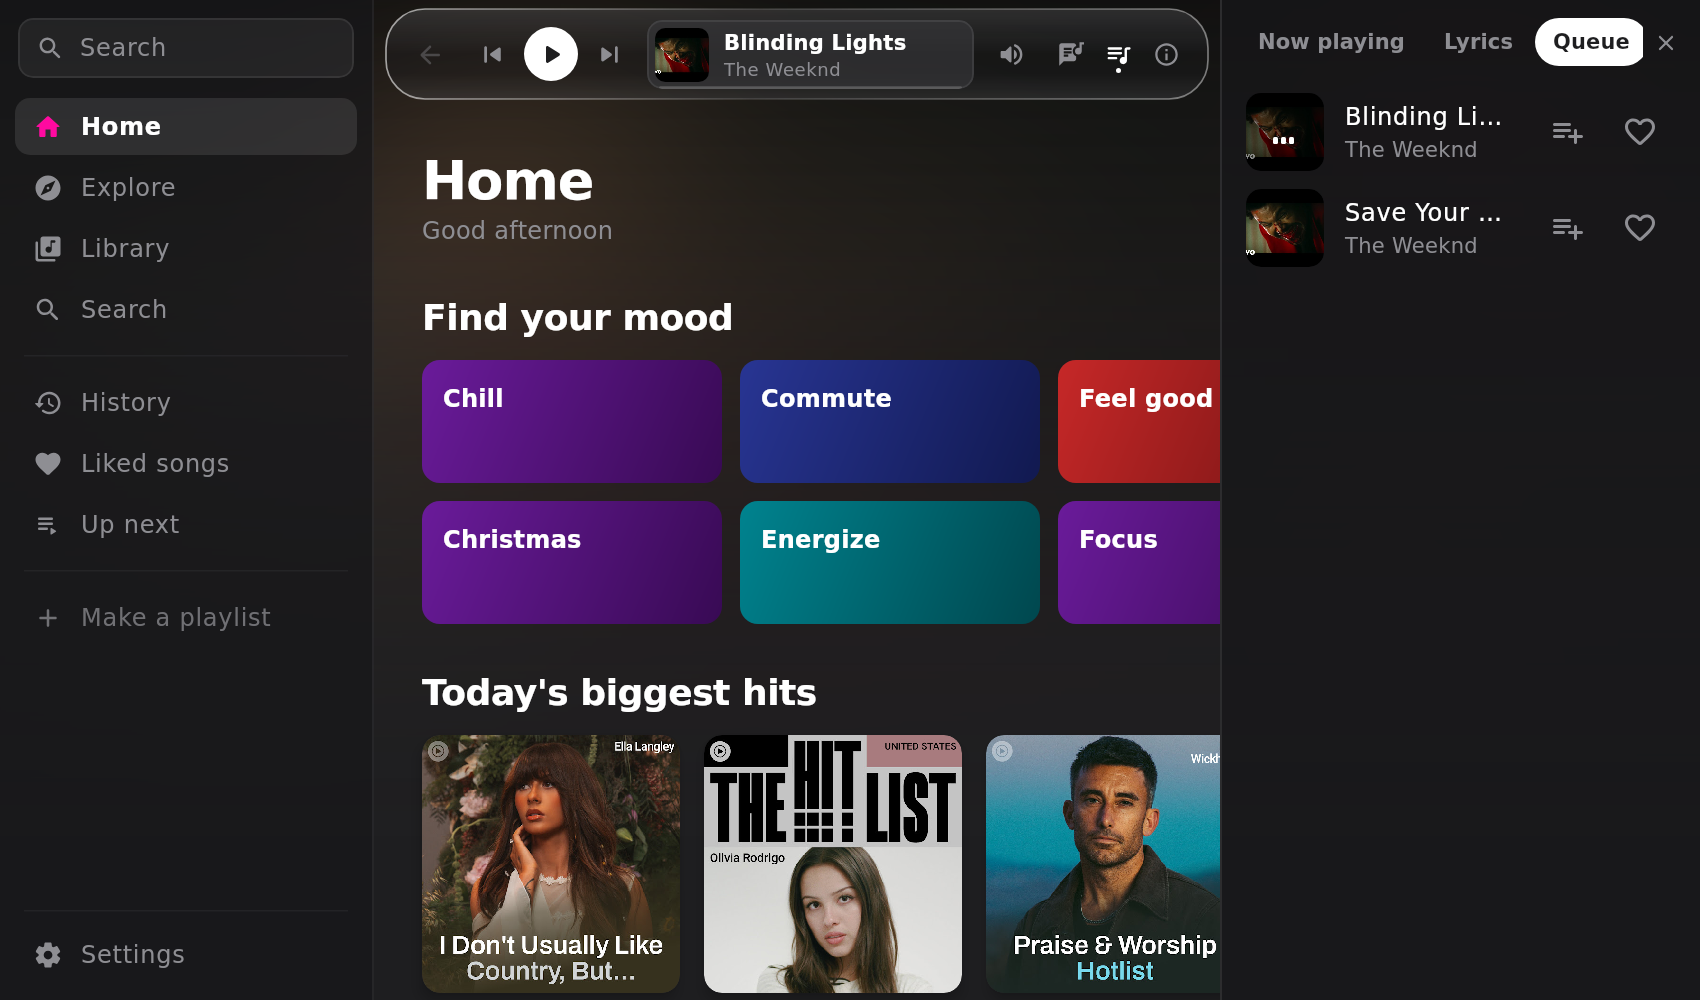 Search
Home
Explore
Library
Search
History
Liked songs
Up next
Make a playlist
Settings
Blinding Lights
The Weeknd
Home
Good afternoon
Find your mood
Chill
Commute
Feel good
Christmas
Energize
Focus
Today's biggest hits
Ella Langley
I Don't Usually Like
Country, But...
UNITED STATES
THE HIT LIST
Olivia Rodrigo
Wickh
Praise & Worship
Hotlist
Now playing
Lyrics
Queue
Blinding Li...
The Weeknd
Save Your ...
The Weeknd